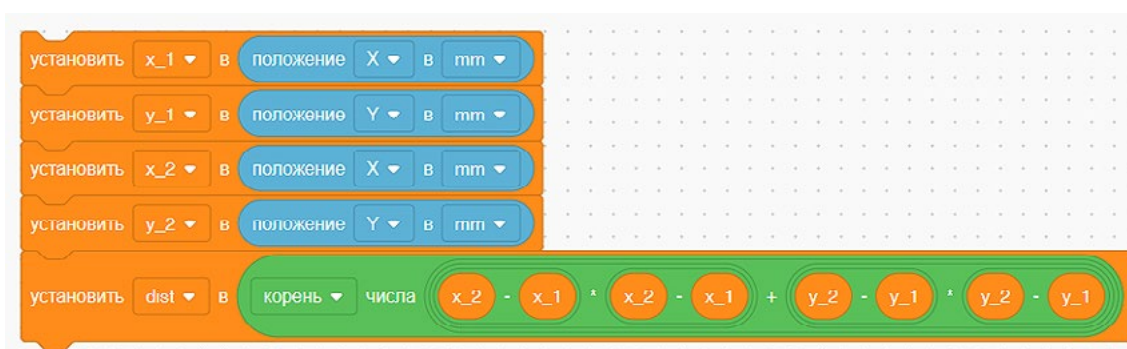 установить x_1 в положение X в mm
установить y_1 в положение Y в mm
установить x_2 в положение X в mm
установить y_2 в положение Y в mm
установить dist в корень числа x_2 - x_1 * x_2 - x_1 + y_2 - y_1 * y_2 - y_1